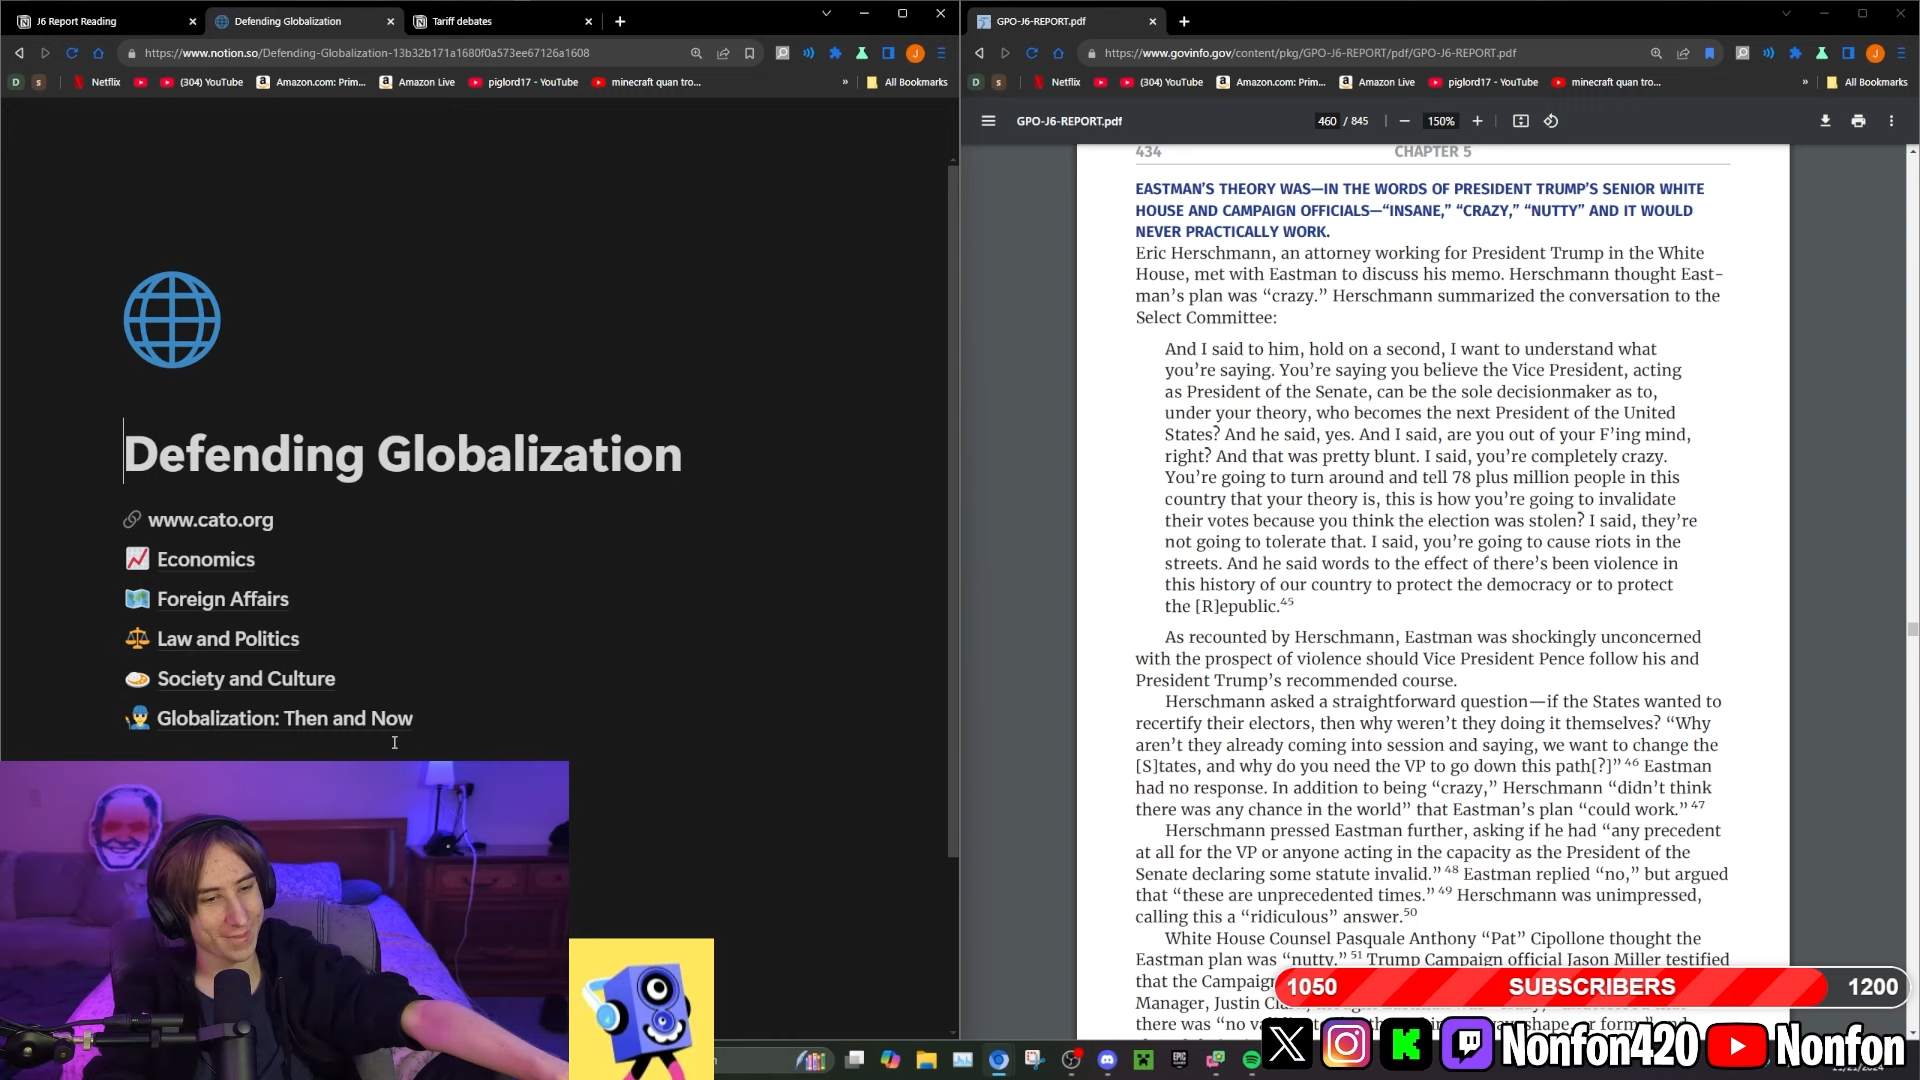 J6 Report Reading
Defending Globalization
Tariff debates
https://www.notion.so/Defending-Globalization-13b32b171a1680f0a573ee67126a1608
Netflix
(304) YouTube
Amazon.com: Prim...
Amazon Live
piglord17 - YouTube
minecraft quan tro...
» All Bookmarks
Defending Globalization
www.cato.org
Economics
Foreign Affairs
Law and Politics
Society and Culture
Globalization: Then and Now
GPO-J6-REPORT.pdf
https://www.govinfo.gov/content/pkg/GPO-J6-REPORT/pdf/GPO-J6-REPORT.pdf
Netflix
(304) YouTube
Amazon.com: Prim...
Amazon Live
piglord17 - YouTube
minecraft quan tro...
» All Bookmarks
GPO-J6-REPORT.pdf
460 / 845
150%
434 CHAPTER 5
EASTMAN'S THEORY WAS—IN THE WORDS OF PRESIDENT TRUMP'S SENIOR WHITE
HOUSE AND CAMPAIGN OFFICIALS—“INSANE,” “CRAZY,” “NUTTY” AND IT WOULD
NEVER PRACTICALLY WORK.
Eric Herschmann, an attorney working for President Trump in the White
House, met with Eastman to discuss his memo. Herschmann thought East-
man’s plan was “crazy.” Herschmann summarized the conversation to the
Select Committee:
And I said to him, hold on a second, I want to understand what
you’re saying. You’re saying you believe the Vice President, acting
as President of the Senate, can be the sole decisionmaker as to,
under your theory, who becomes the next President of the United
States? And he said, yes. And I said, are you out of your F’ing mind,
right? And that was pretty blunt. I said, you’re completely crazy.
You’re going to turn around and tell 78 plus million people in this
country that your theory is, this is how you’re going to invalidate
their votes because you think the election was stolen? I said, they’re
not going to tolerate that. I said, you’re going to cause riots in the
streets. And he said words to the effect of there’s been violence in
this history of our country to protect the democracy or to protect
the [R]epublic.45
As recounted by Herschmann, Eastman was shockingly unconcerned
with the prospect of violence should Vice President Pence follow his and
President Trump’s recommended course.
Herschmann asked a straightforward question—if the States wanted to
recertify their electors, then why weren’t they doing it themselves? “Why
aren’t they already coming into session and saying, we want to change the
[S]tates, and why do you need the VP to go down this path[?]” 46 Eastman
had no response. In addition to being “crazy,” Herschmann “didn’t think
there was any chance in the world” that Eastman’s plan “could work.” 47
Herschmann pressed Eastman further, asking if he had “any precedent
at all for the VP or anyone acting in the capacity as the President of the
Senate declaring some statute invalid.” 48 Eastman replied “no,” but argued
that “these are unprecedented times.” 49 Herschmann was unimpressed,
calling this a “ridiculous” answer.50
White House Counsel Pasquale Anthony “Pat” Cipollone thought the
Eastman plan was “nutty.” 51 Trump Campaign official Jason Miller testified
that the Campaign
Manager, Justin
there was “no
1050 SUBSCRIBERS 1200
Nonfon420 Nonfon